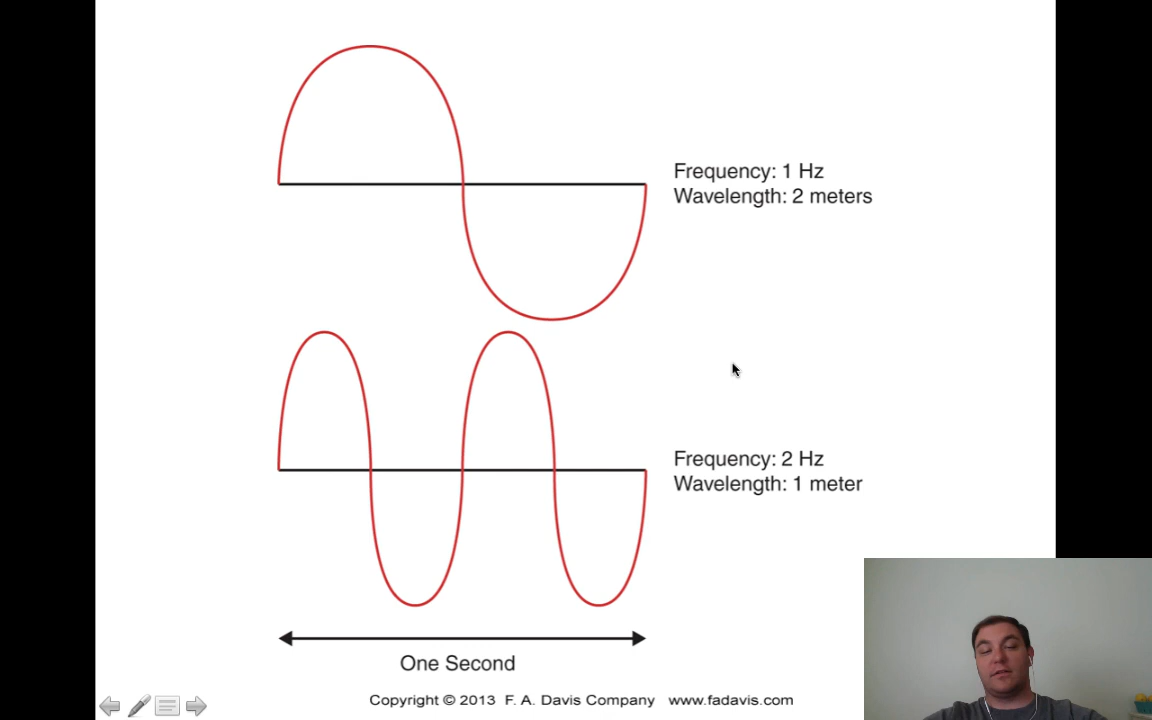 Frequency: 1 Hz
Wavelength: 2 meters
Frequency: 2 Hz
Wavelength: 1 meter
One Second
Copyright © 2013 F. A. Davis Company www.fadavis.com